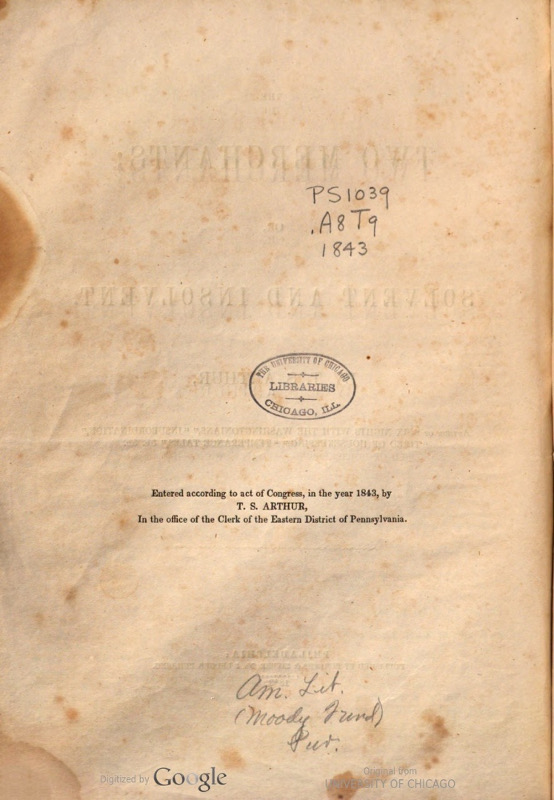 PS1039
.A8T9
1843
THE UNIVERSITY OF CHICAGO
LIBRARIES
CHICAGO, ILL.
Entered according to act of Congress, in the year 1843, by
T. S. ARTHUR,
In the office of the Clerk of the Eastern District of Pennsylvania.
Am. Lit.
(Moody Fund)
Digitized by Google
Original from
UNIVERSITY OF CHICAGO